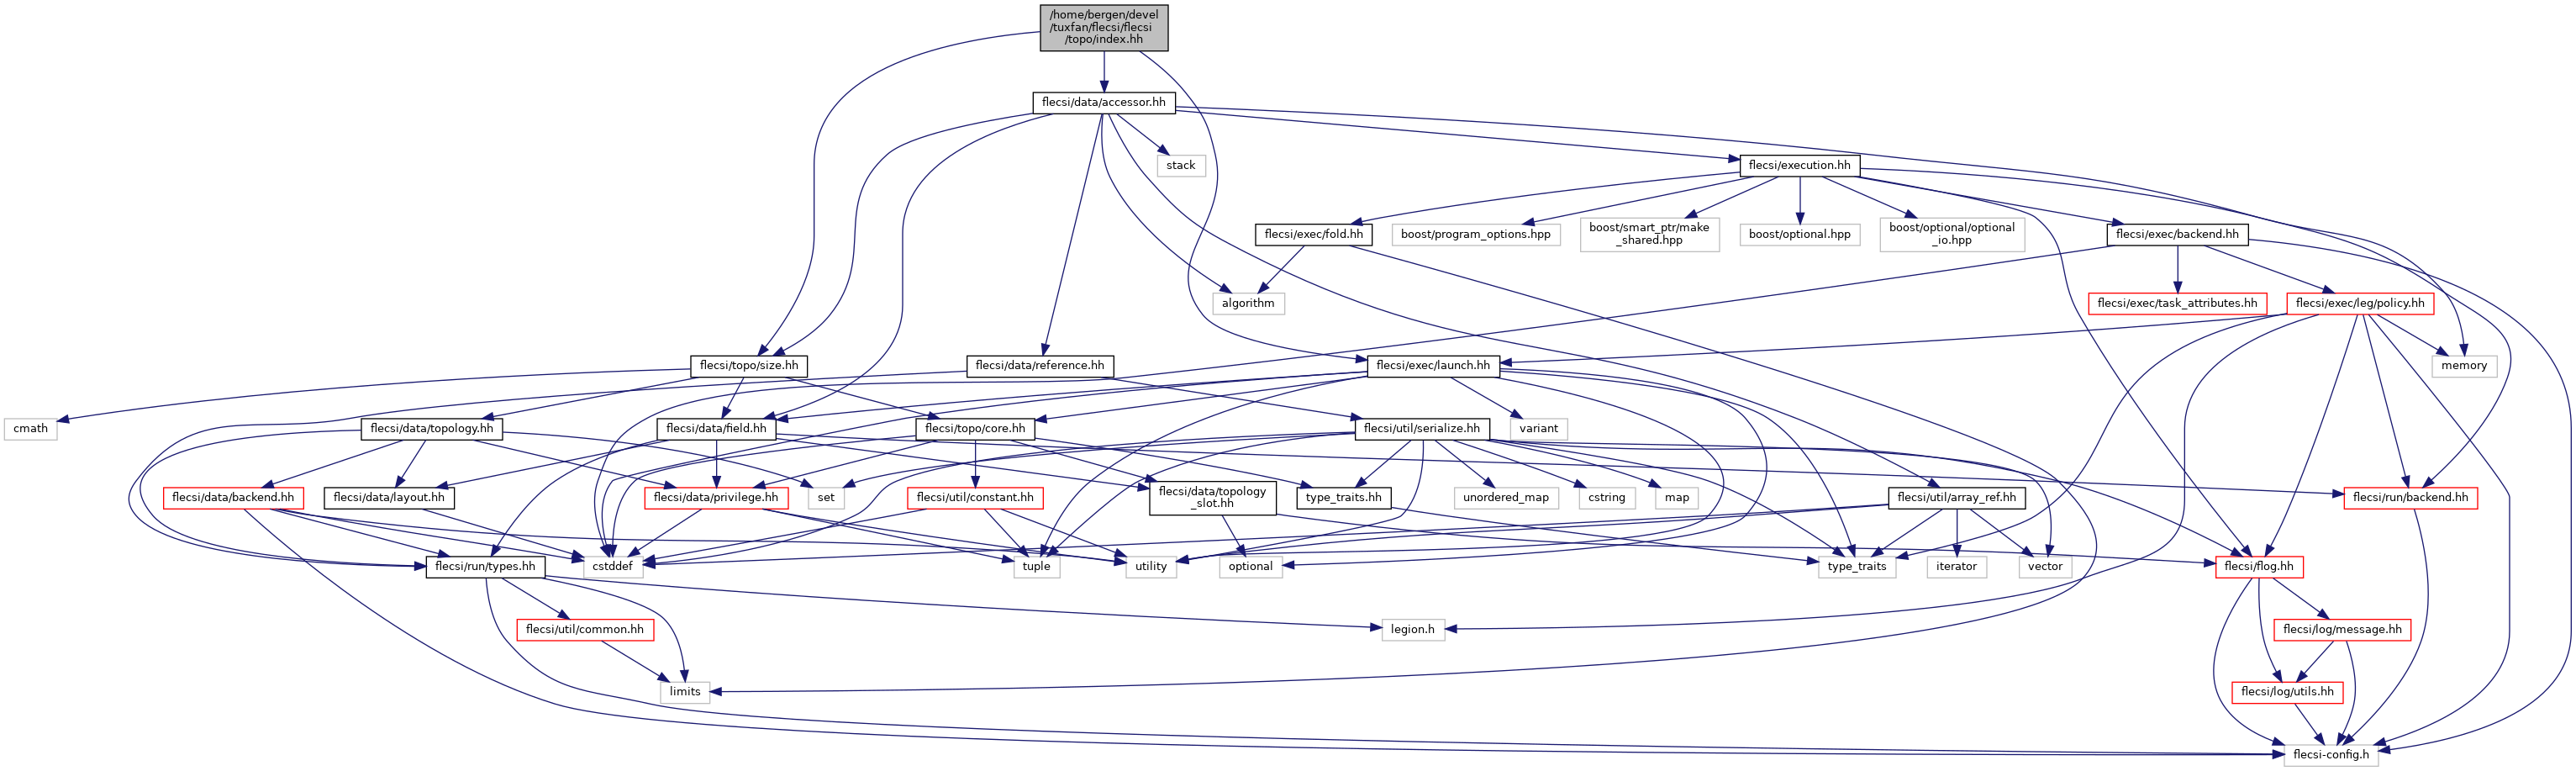 /home/bergen/devel
/tuxfan/flecsi/flecsi
/topo/index.hh
flecsi/data/accessor.hh
stack
flecsi/execution.hh
flecsi/exec/fold.hh
boost/program_options.hpp
boost/smart_ptr/make
_shared.hpp
boost/optional.hpp
boost/optional/optional
_io.hpp
flecsi/exec/backend.hh
algorithm
flecsi/exec/task_attributes.hh
flecsi/exec/leg/policy.hh
flecsi/topo/size.hh
flecsi/data/reference.hh
flecsi/exec/launch.hh
memory
cmath
flecsi/data/topology.hh
flecsi/data/field.hh
flecsi/topo/core.hh
flecsi/util/serialize.hh
variant
flecsi/data/backend.hh
flecsi/data/layout.hh
flecsi/data/privilege.hh
set
flecsi/util/constant.hh
flecsi/data/topology
_slot.hh
type_traits.hh
unordered_map
cstring
map
flecsi/util/array_ref.hh
flecsi/run/backend.hh
flecsi/run/types.hh
cstddef
tuple
utility
optional
type_traits
iterator
vector
flecsi/flog.hh
flecsi/util/common.hh
legion.h
flecsi/log/message.hh
limits
flecsi/log/utils.hh
flecsi-config.h